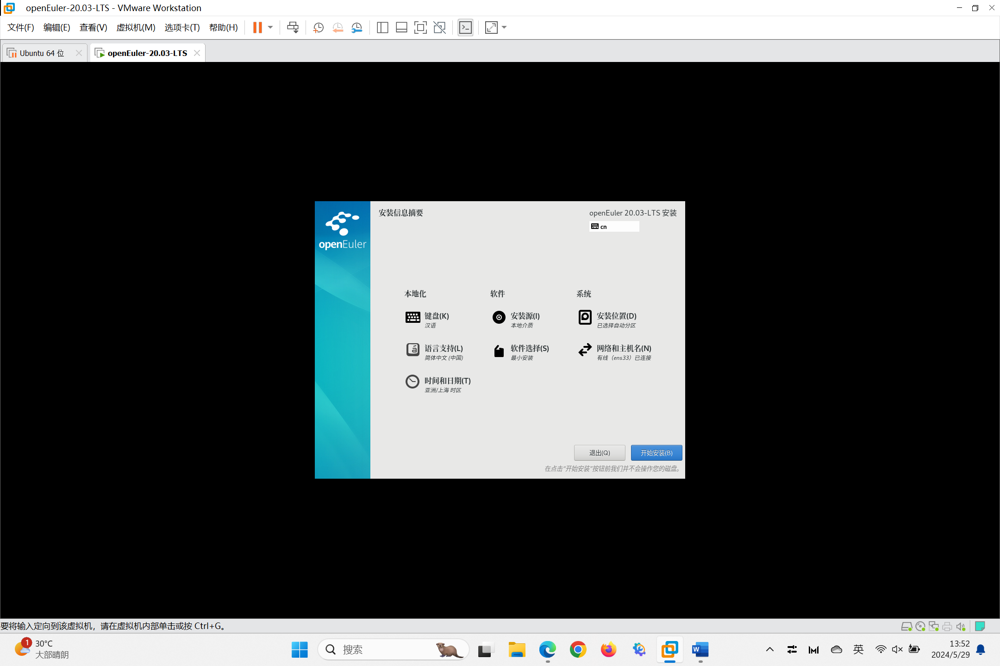 openEuler-20.03-LTS - VMware Workstation
文件(F) 编辑(E) 查看(V) 虚拟机(M) 选项卡(T) 帮助(H)
Ubuntu 64 位
openEuler-20.03-LTS
openEuler
安装信息摘要
openEuler 20.03-LTS 安装
cn
本地化
键盘(K)
汉语
语言支持(L)
简体中文 (中国)
时间和日期(T)
亚洲/上海 时区
软件
安装源(I)
本地介质
软件选择(S)
最小安装
系统
安装位置(D)
已选择自动分区
网络和主机名(N)
有线（ens33）已连接
退出(Q)
开始安装(B)
在点击“开始安装”按钮前我们并不会操作您的磁盘。
要将输入定向到该虚拟机，请在虚拟机内部单击或按 Ctrl+G。
1
30°C
大部晴朗
搜索
W
英
13:52
2024/5/29